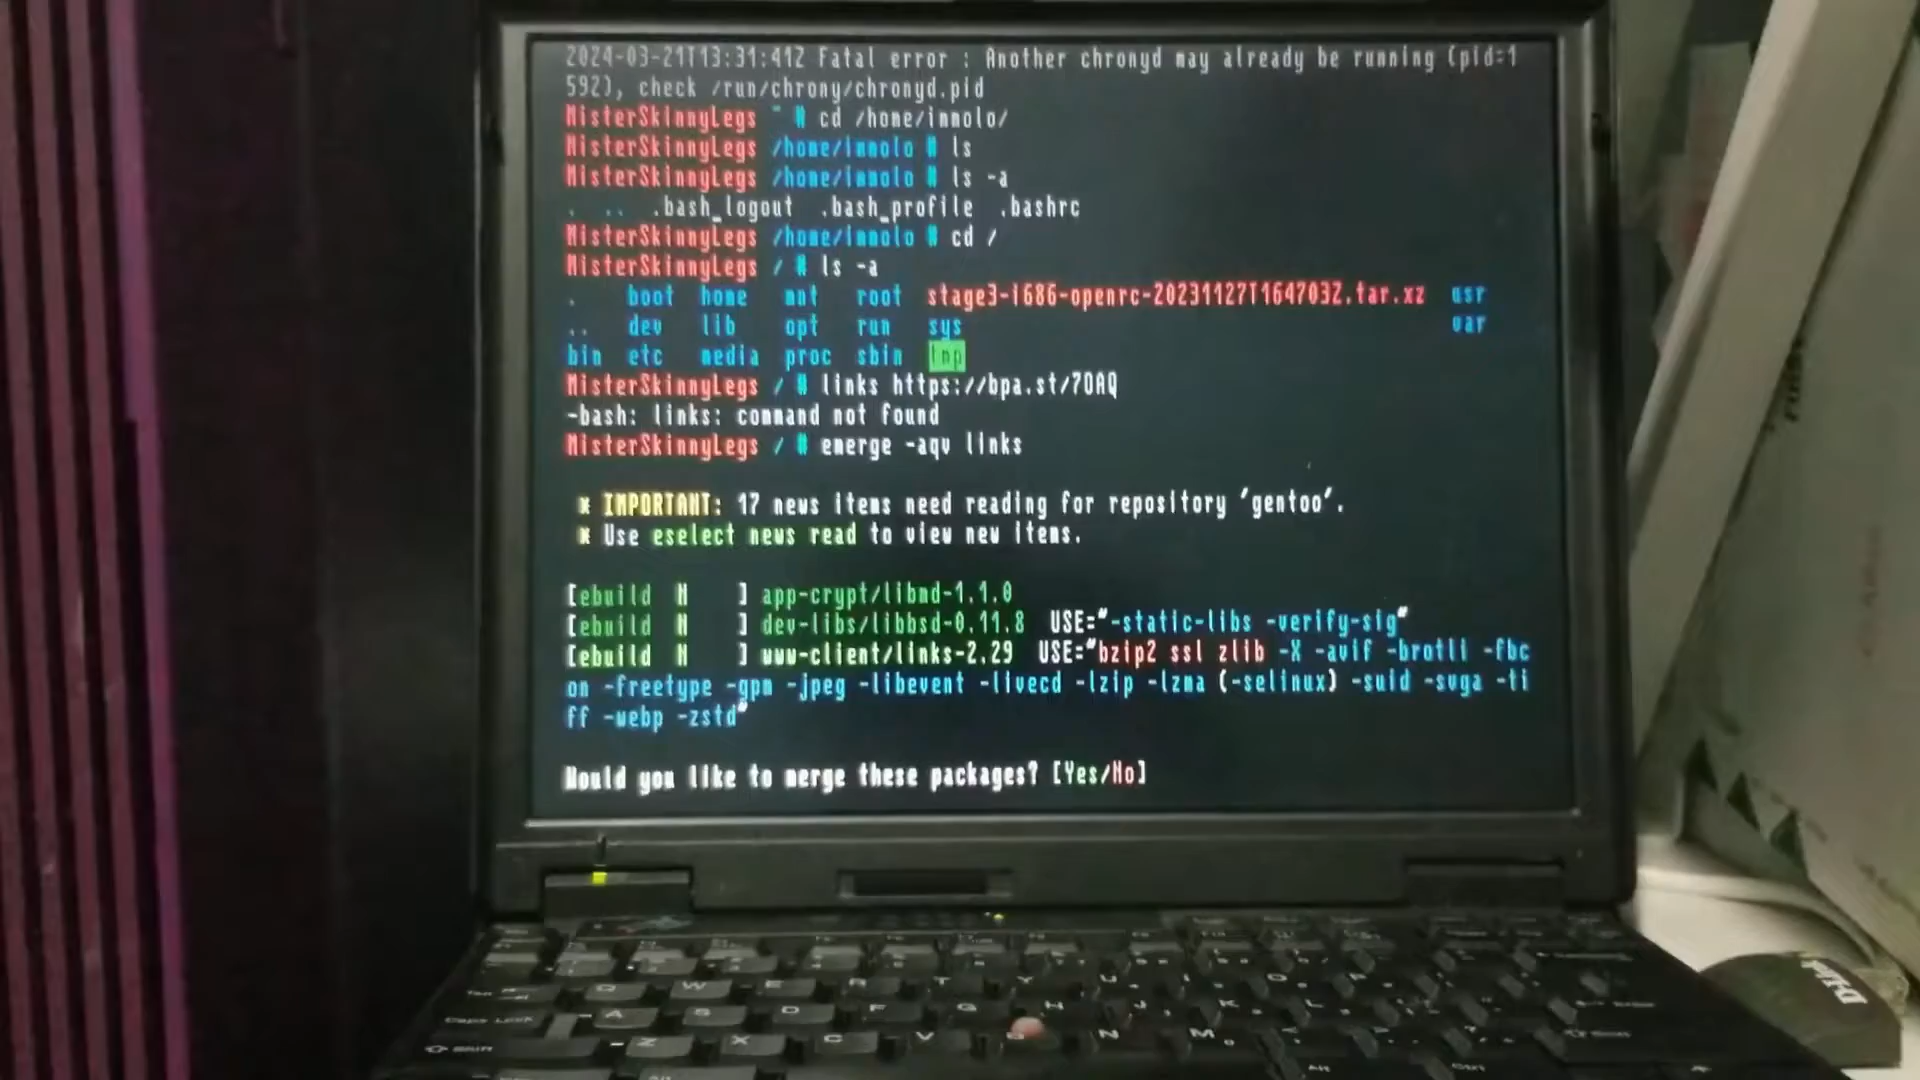 2024-03-21T13:31:41Z Fatal error : Another chronyd may already be running (pid=1
592), check /run/chrony/chronyd.pid
MisterSkinnyLegs ~ # cd /home/immolo/
MisterSkinnyLegs /home/immolo # ls
MisterSkinnyLegs /home/immolo # ls -a
. .. .bash_logout .bash_profile .bashrc
MisterSkinnyLegs /home/immolo # cd /
MisterSkinnyLegs / # ls -a
. boot home mnt root stage3-i686-openrc-20231127T164703Z.tar.xz usr
.. dev lib opt run sys var
bin etc media proc sbin tmp
MisterSkinnyLegs / # links https://bpa.st/7OAQ
-bash: links: command not found
MisterSkinnyLegs / # emerge -aqv links
* IMPORTANT: 17 news items need reading for repository 'gentoo'.
* Use eselect news read to view new items.
[ebuild N ] app-crypt/libmd-1.1.0
[ebuild N ] dev-libs/libbsd-0.11.8 USE="-static-libs -verify-sig"
[ebuild N ] www-client/links-2.29 USE="bzip2 ssl zlib -X -avif -brotli -fbc
on -freetype -gpm -jpeg -libevent -livecd -lzip -lzma (-selinux) -suid -svga -ti
ff -webp -zstd"
Would you like to merge these packages? [Yes/No]
Q W E R T Y U
Caps Lock A S D F G H J K L
Shift Z X C V N M
D-Link